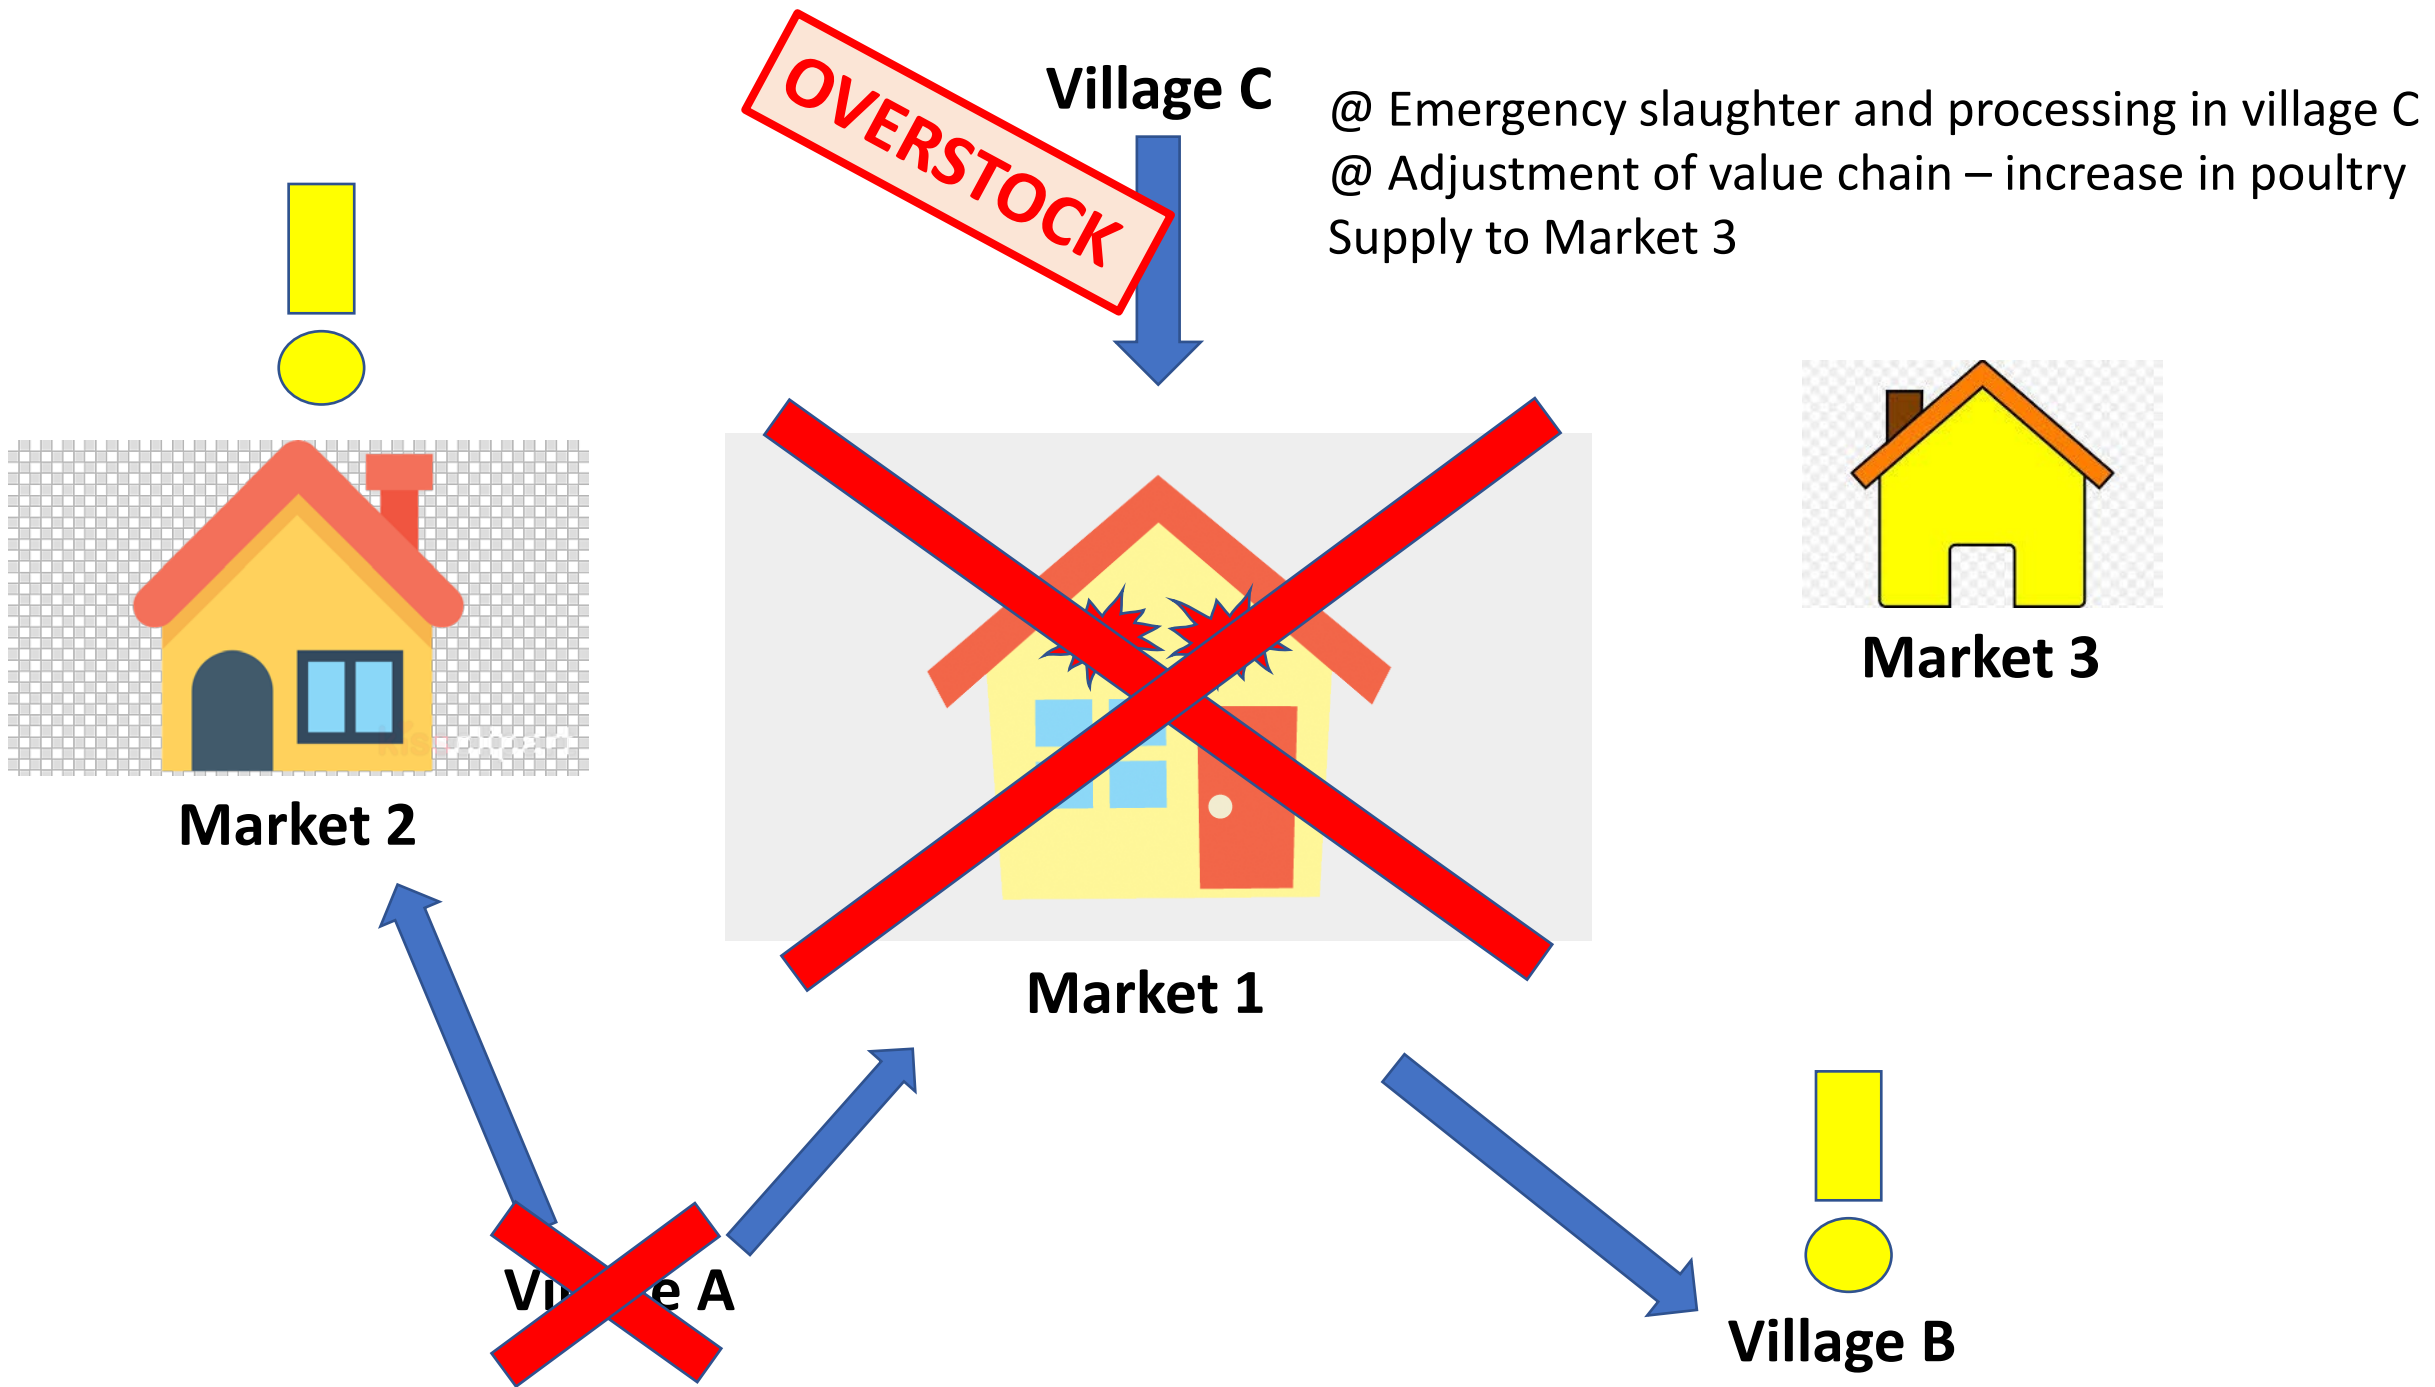 OVERSTOCK
Village C
@ Emergency slaughter and processing in village C
@ Adjustment of value chain – increase in poultry
Supply to Market 3
Market 3
Market 2
Market 1
A
Village B